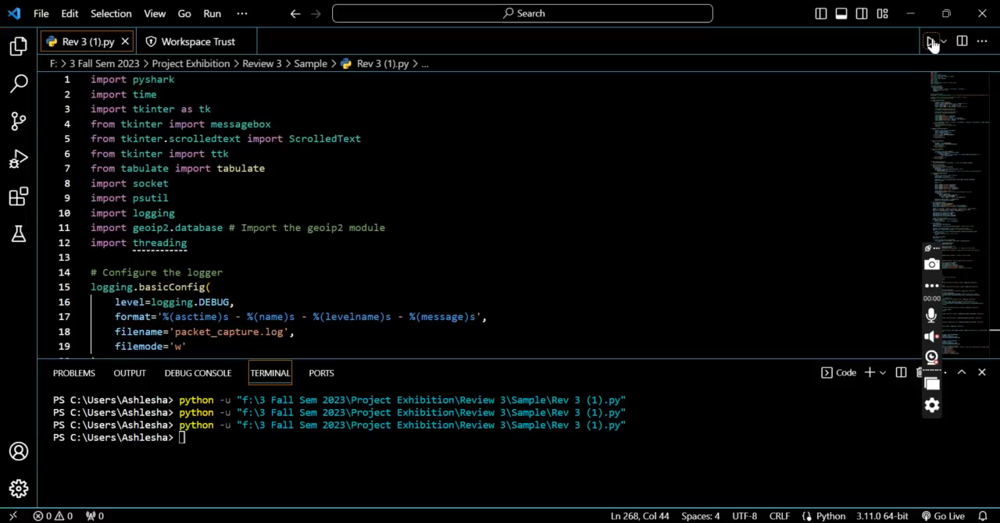 File Edit Selection View Go Run ··· Search
Rev 3 (1).py Workspace Trust
F: > 3 Fall Sem 2023 > Project Exhibition > Review 3 > Sample > Rev 3 (1).py > ...
1 import pyshark
2 import time
3 import tkinter as tk
4 from tkinter import messagebox
5 from tkinter.scrolledtext import ScrolledText
6 from tkinter import ttk
7 from tabulate import tabulate
8 import socket
9 import psutil
10 import logging
11 import geoip2.database # Import the geoip2 module
12 import threading
13
14 # Configure the logger
15 logging.basicConfig(
16 level=logging.DEBUG,
17 format='%(asctime)s - %(name)s - %(levelname)s - %(message)s',
18 filename='packet_capture.log',
19 filemode='w'
00:00
PROBLEMS OUTPUT DEBUG CONSOLE TERMINAL PORTS Code
PS C:\Users\Ashlesha> python -u "f:\3 Fall Sem 2023\Project Exhibition\Review 3\Sample\Rev 3 (1).py"
PS C:\Users\Ashlesha> python -u "f:\3 Fall Sem 2023\Project Exhibition\Review 3\Sample\Rev 3 (1).py"
PS C:\Users\Ashlesha> python -u "f:\3 Fall Sem 2023\Project Exhibition\Review 3\Sample\Rev 3 (1).py"
PS C:\Users\Ashlesha>
0 0 0 Ln 268, Col 44 Spaces: 4 UTF-8 CRLF Python 3.11.0 64-bit Go Live